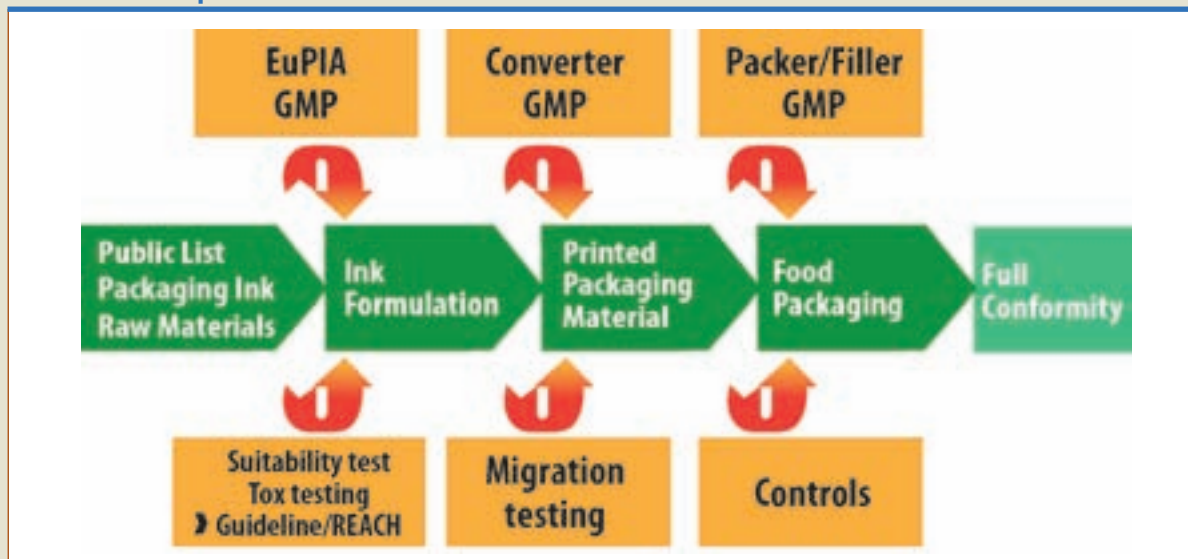 EuPIA
GMP
Converter
GMP
Packer/Filler
GMP
Public List
Packaging Ink
Raw Materials
Ink
Formulation
Printed
Packaging
Material
Food
Packaging
Full
Conformity
Suitability test
Tox testing
❯ Guideline/REACH
Migration
testing
Controls